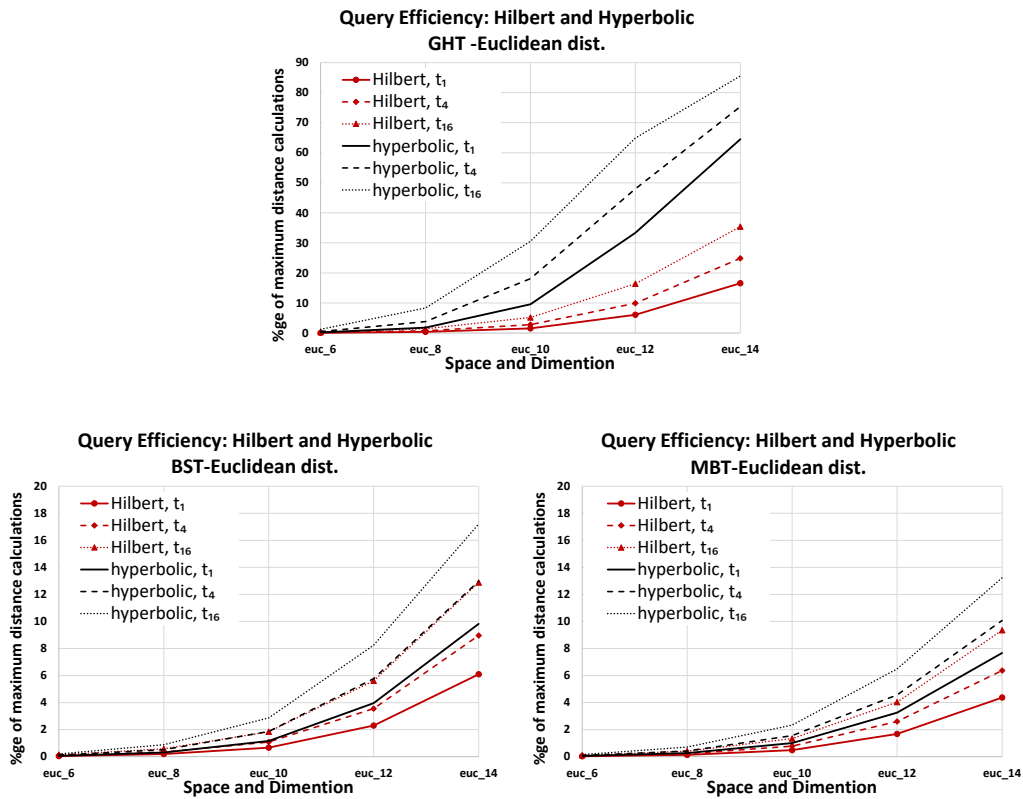 Query Efficiency: Hilbert and Hyperbolic
GHT -Euclidean dist.
%ge of maximum distance calculations
90
80
70
60
50
40
30
20
10
0
Hilbert, t₁
Hilbert, t₄
Hilbert, t₁₆
hyperbolic, t₁
hyperbolic, t₄
hyperbolic, t₁₆
euc_6 euc_8 euc_10 euc_12 euc_14
Space and Dimention
Query Efficiency: Hilbert and Hyperbolic
BST-Euclidean dist.
%ge of maximum distance calculations
20
18
16
14
12
10
8
6
4
2
0
Hilbert, t₁
Hilbert, t₄
Hilbert, t₁₆
hyperbolic, t₁
hyperbolic, t₄
hyperbolic, t₁₆
euc_6 euc_8 euc_10 euc_12 euc_14
Space and Dimention
Query Efficiency: Hilbert and Hyperbolic
MBT-Euclidean dist.
%ge of maximum distance calculations
20
18
16
14
12
10
8
6
4
2
0
Hilbert, t₁
Hilbert, t₄
Hilbert, t₁₆
hyperbolic, t₁
hyperbolic, t₄
hyperbolic, t₁₆
euc_6 euc_8 euc_10 euc_12 euc_14
Space and Dimention